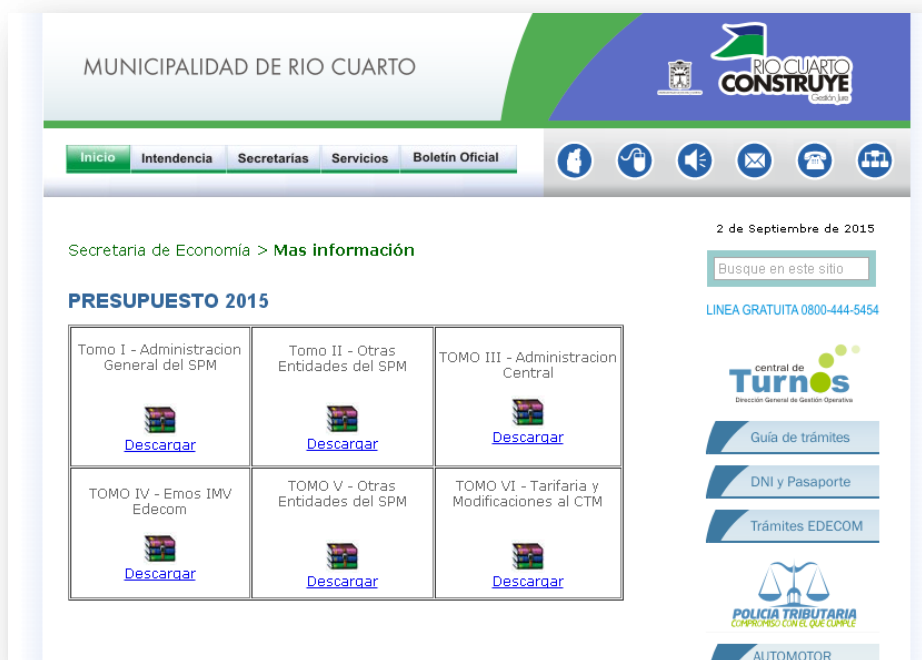 MUNICIPALIDAD DE RIO CUARTO
RIO CUARTO
CONSTRUYE
Gestión Jure
Inicio
Intendencia
Secretarías
Servicios
Boletín Oficial
2 de Septiembre de 2015
Secretaria de Economía > Mas información
Busque en este sitio
PRESUPUESTO 2015
LINEA GRATUITA 0800-444-5454
Tomo I - Administracion
General del SPM
Descargar
Tomo II - Otras
Entidades del SPM
Descargar
TOMO III - Administracion
Central
Descargar
TOMO IV - Emos IMV
Edecom
Descargar
TOMO V - Otras
Entidades del SPM
Descargar
TOMO VI - Tarifaria y
Modificaciones al CTM
Descargar
central de
Turnos
Dirección General de Gestión Operativa
Guía de trámites
DNI y Pasaporte
Trámites EDECOM
POLICIA TRIBUTARIA
COMPROMISO CON EL QUE CUMPLE
AUTOMOTOR